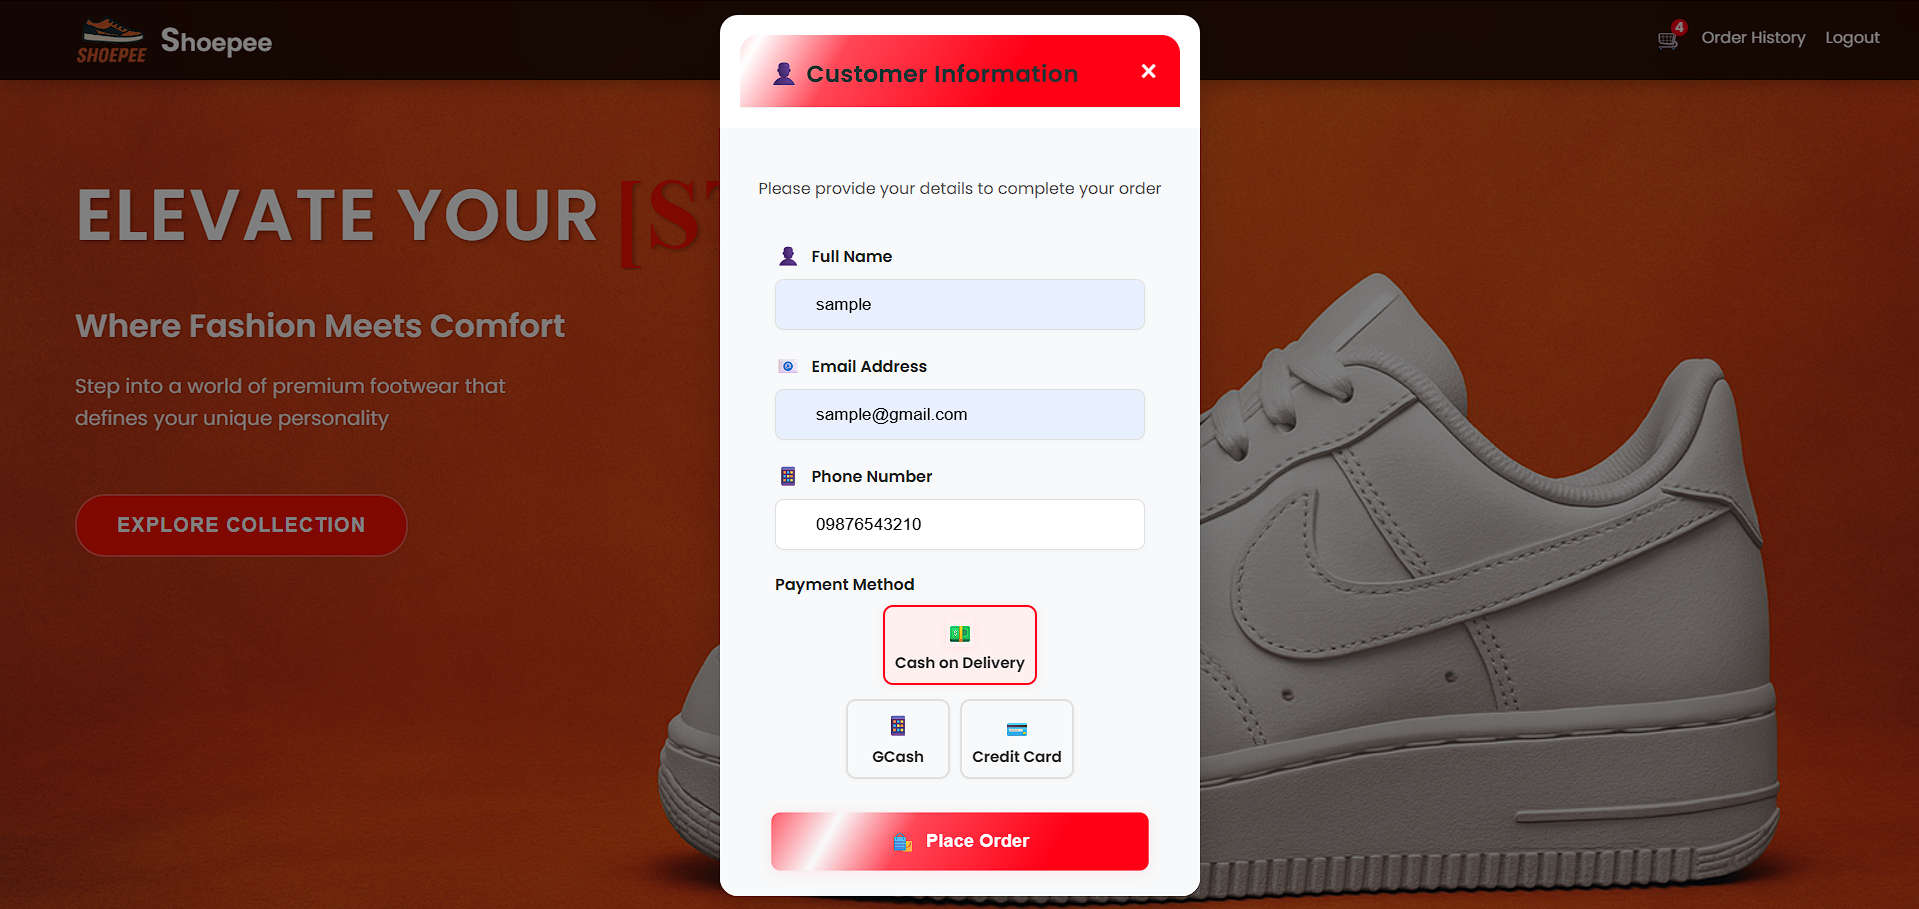 SHOEPEE
Shoepee
4
Order History
Logout
ELEVATE YOUR [ST
Where Fashion Meets Comfort
Step into a world of premium footwear that
defines your unique personality
EXPLORE COLLECTION
Customer Information
×
Please provide your details to complete your order
Full Name
sample
Email Address
sample@gmail.com
Phone Number
09876543210
Payment Method
Cash on Delivery
GCash
Credit Card
Place Order